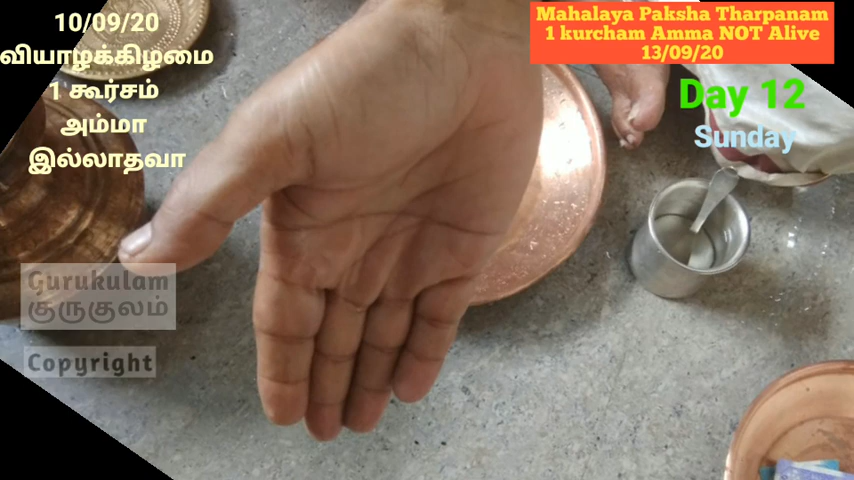 10/09/20
வியாழக்கிழமை
1 கூர்சம்
அம்மா
இல்லாதவா
Mahalaya Paksha Tharpanam
1 kurcham Amma NOT Alive
13/09/20
Day 12
Sunday
Gurukulam
குருகுலம்
Copyright